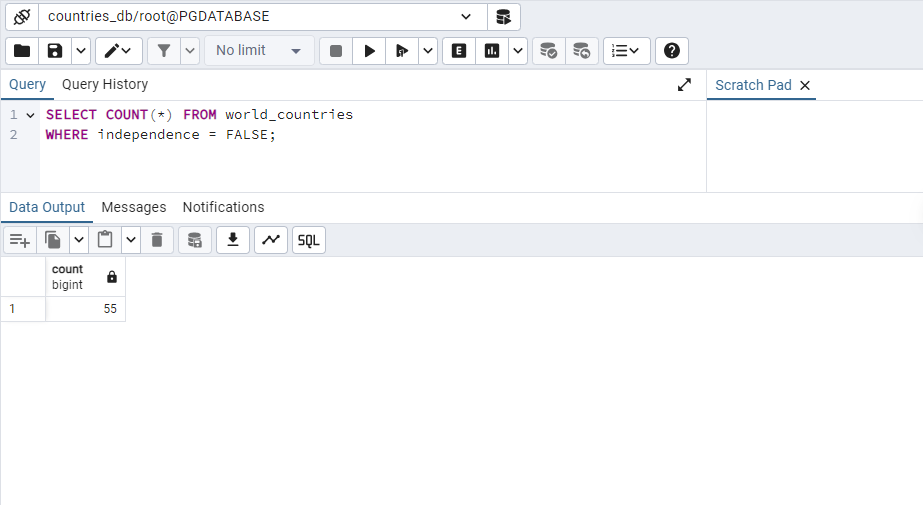 countries_db/root@PGDATABASE
No limit
E
Query Query History
Scratch Pad
1 SELECT COUNT(*) FROM world_countries
2 WHERE independence = FALSE;
Data Output Messages Notifications
SQL
count
bigint
1 55